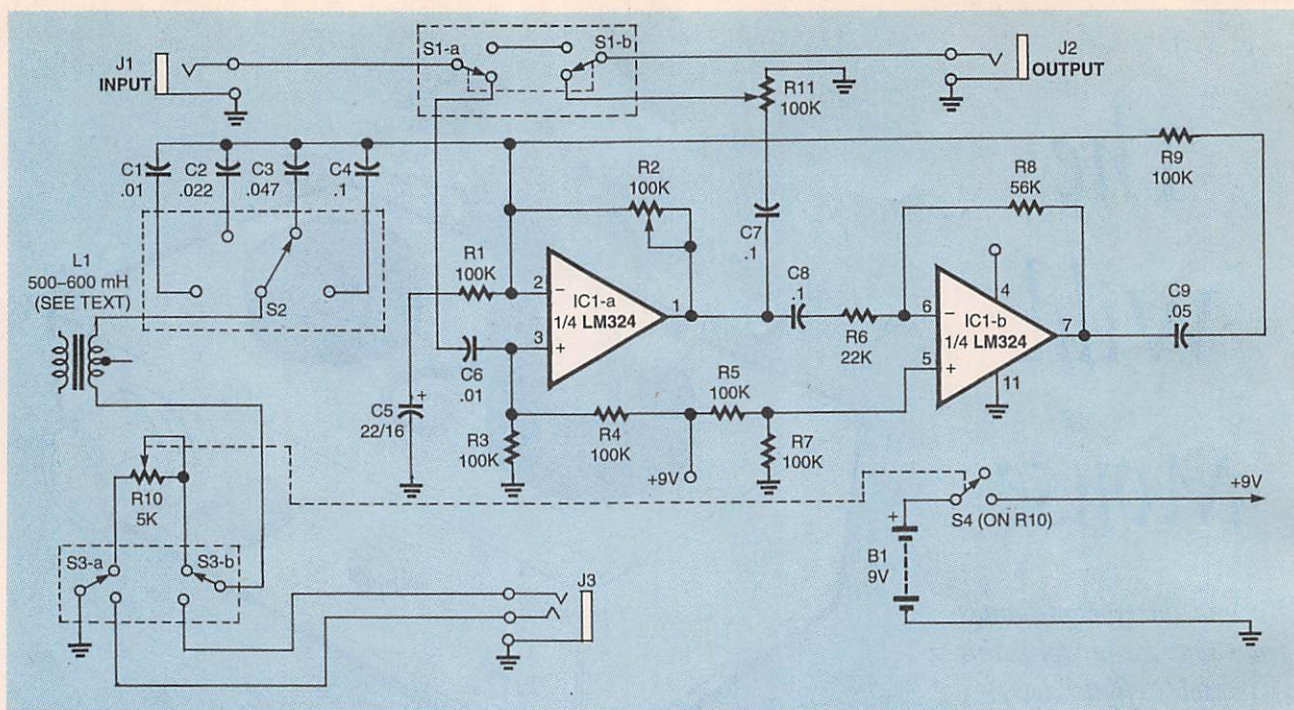 J1
INPUT
S1-a
S1-b
J2
OUTPUT
R11
100K
C1
.01
C2
.022
C3
.047
C4
.1
R2
100K
R9
100K
R8
56K
C7
.1
L1
500–600 mH
(SEE TEXT)
S2
R1
100K
2
−
IC1-a
1/4 LM324
1
3
+
C8
.1
R6
22K
6
−
4
IC1-b
1/4 LM324
7
5
+
11
C9
.05
C6
.01
C5
22/16
+
R3
100K
R4
100K
R5
100K
R7
100K
+9V
R10
5K
S3-a
S3-b
J3
S4 (ON R10)
+9V
+
B1
9V